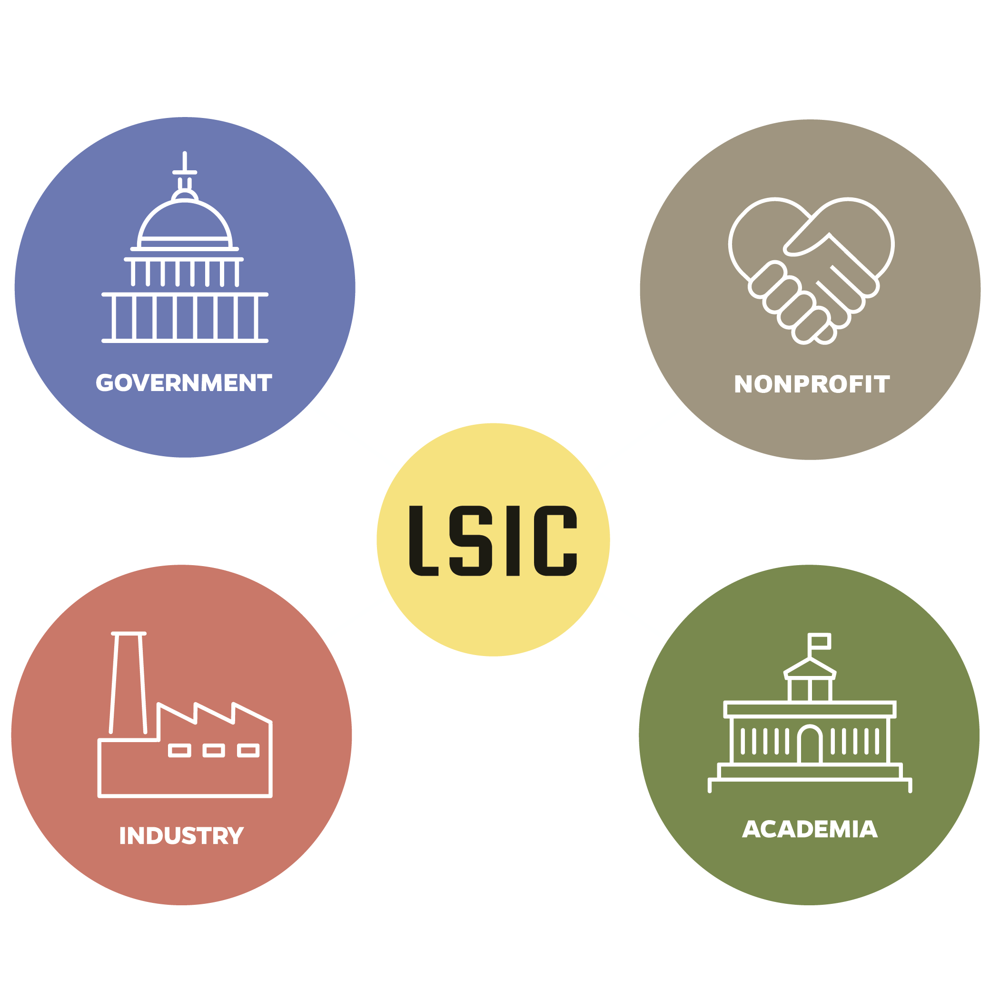 GOVERNMENT
NONPROFIT
LSIC
INDUSTRY
ACADEMIA